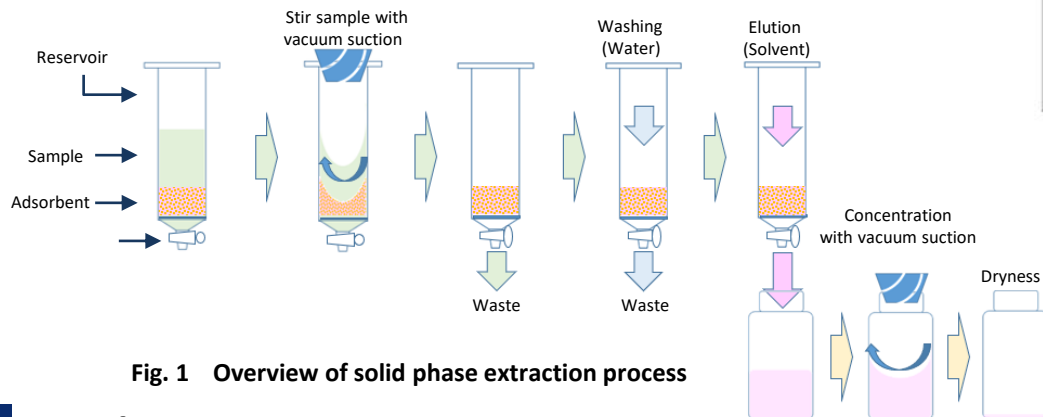 Stir sample with
vacuum suction
Washing
(Water)
Elution
(Solvent)
Reservoir
Sample
Adsorbent
Waste
Waste
Concentration
with vacuum suction
Dryness
Fig. 1 Overview of solid phase extraction process